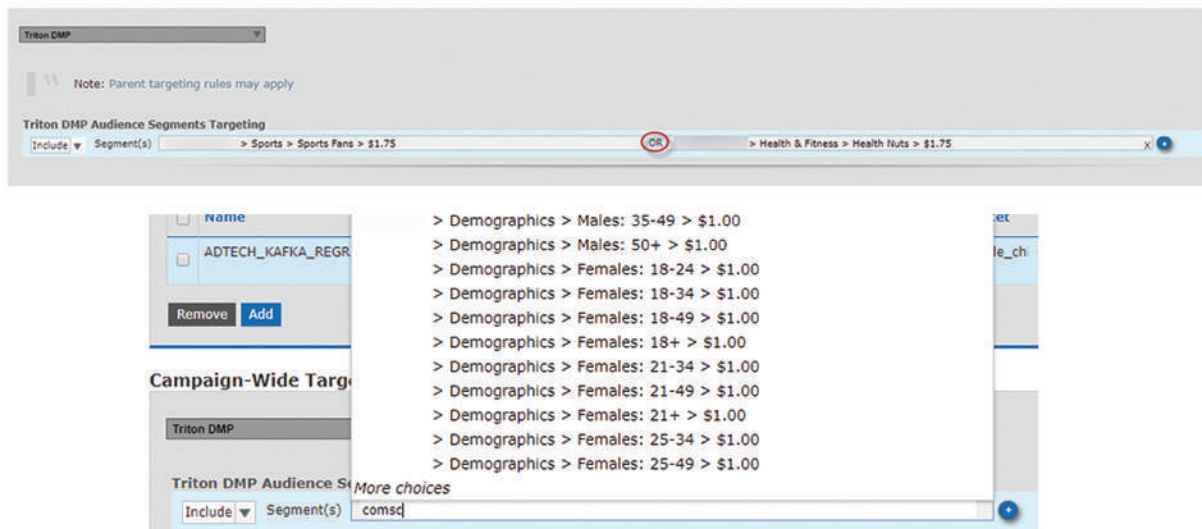 Triton DMP
Note: Parent targeting rules may apply
Triton DMP Audience Segments Targeting
Include Segment(s) > Sports > Sports Fans > $1.75 OR > Health & Fitness > Health Nuts > $1.75 X
Name
> Demographics > Males: 35-49 > $1.00
> Demographics > Males: 50+ > $1.00
ADTECH_KAFKA_REGR
le_chi
> Demographics > Females: 18-24 > $1.00
> Demographics > Females: 18-34 > $1.00
> Demographics > Females: 18-49 > $1.00
Remove Add
> Demographics > Females: 18+ > $1.00
> Demographics > Females: 21-34 > $1.00
Campaign-Wide Targ
> Demographics > Females: 21-49 > $1.00
> Demographics > Females: 21+ > $1.00
Triton DMP
> Demographics > Females: 25-34 > $1.00
> Demographics > Females: 25-49 > $1.00
Triton DMP Audience Se
More choices
Include Segment(s) comsc